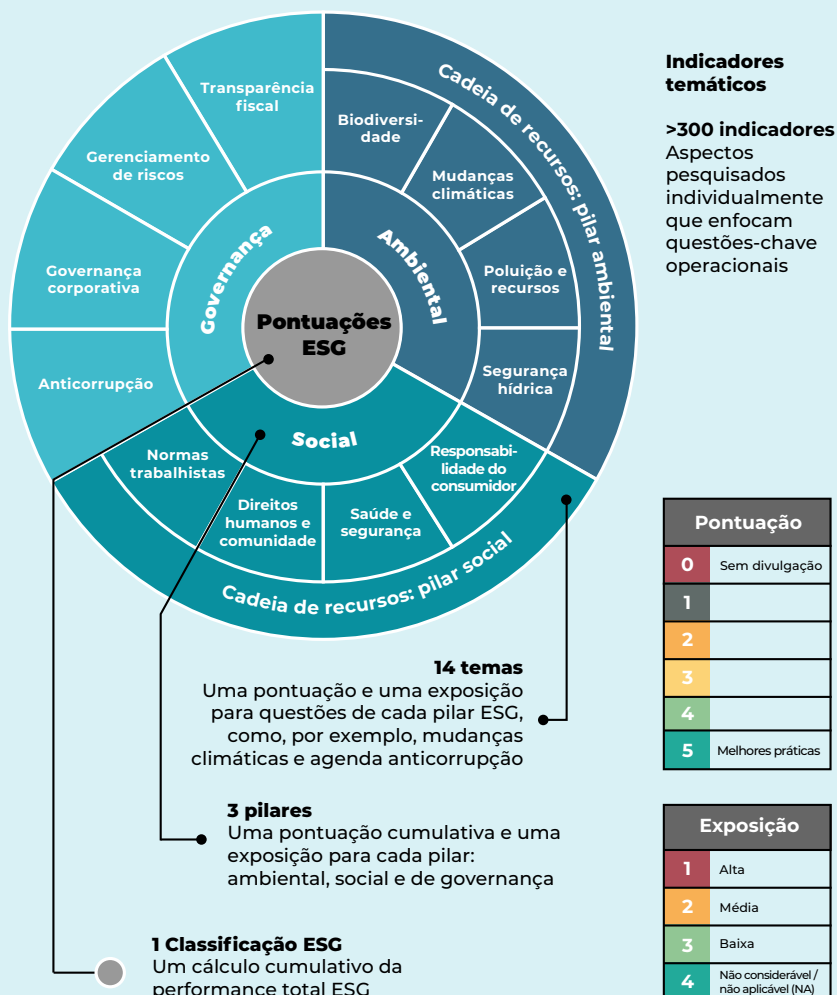 Transparência
fiscal
Gerenciamento
de riscos
Governança
corporativa
Anticorrupção
Governança
Cadeia de recursos: pilar ambiental
Biodiversi-
dade
Mudanças
climáticas
Poluição e
recursos
Segurança
hídrica
Ambiental
Pontuações
ESG
Social
Normas
trabalhistas
Direitos
humanos e
comunidade
Saúde e
segurança
Responsabi-
lidade do
consumidor
Cadeia de recursos: pilar social
Indicadores
temáticos
>300 indicadores
Aspectos
pesquisados
individualmente
que enfocam
questões-chave
operacionais
14 temas
Uma pontuação e uma exposição
para questões de cada pilar ESG,
como, por exemplo, mudanças
climáticas e agenda anticorrupção
3 pilares
Uma pontuação cumulativa e uma
exposição para cada pilar:
ambiental, social e de governança
1 Classificação ESG
Um cálculo cumulativo da
performance total ESG
Pontuação
0 Sem divulgação
1
2
3
4
5 Melhores práticas
Exposição
1 Alta
2 Média
3 Baixa
4 Não considerável /
não aplicável (NA)